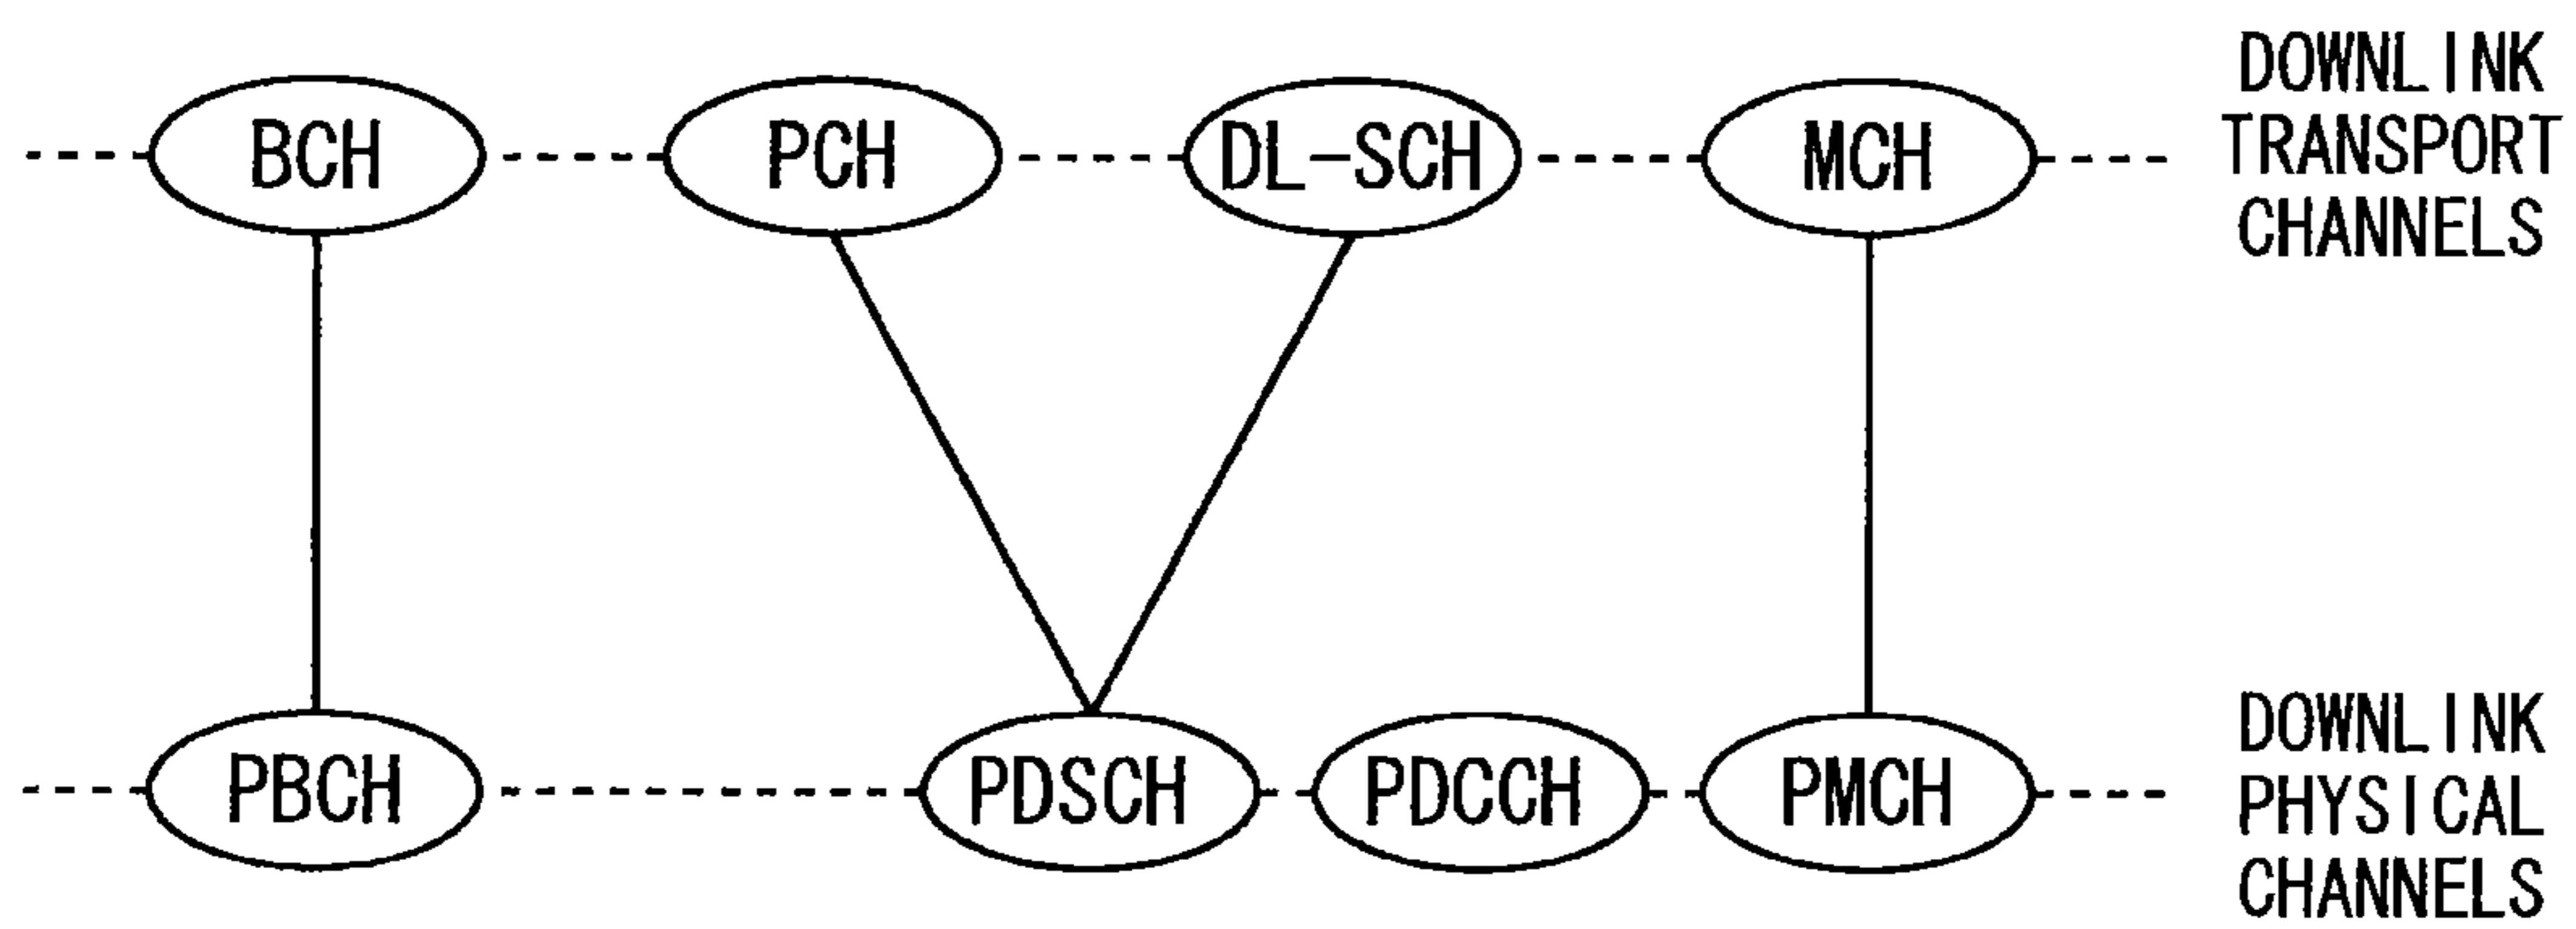 BCH
PCH
DL-SCH
MCH
DOWNLINK
TRANSPORT
CHANNELS
PBCH
PDSCH
PDCCH
PMCH
DOWNLINK
PHYSICAL
CHANNELS